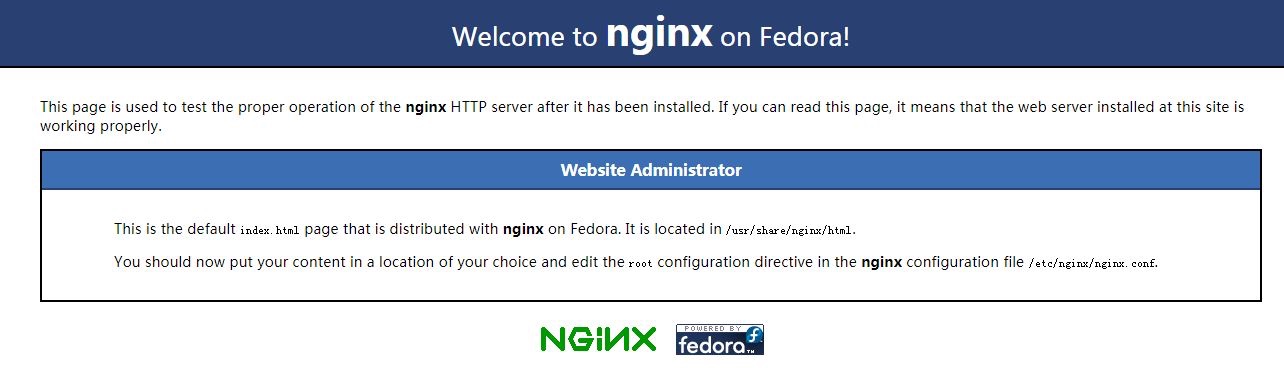 Welcome to nginx on Fedora!
This page is used to test the proper operation of the nginx HTTP server after it has been installed. If you can read this page, it means that the web server installed at this site is
working properly.
Website Administrator
This is the default index.html page that is distributed with nginx on Fedora. It is located in /usr/share/nginx/html.
You should now put your content in a location of your choice and edit the root configuration directive in the nginx configuration file /etc/nginx/nginx.conf.
NGINX
POWERED BY
fedora™